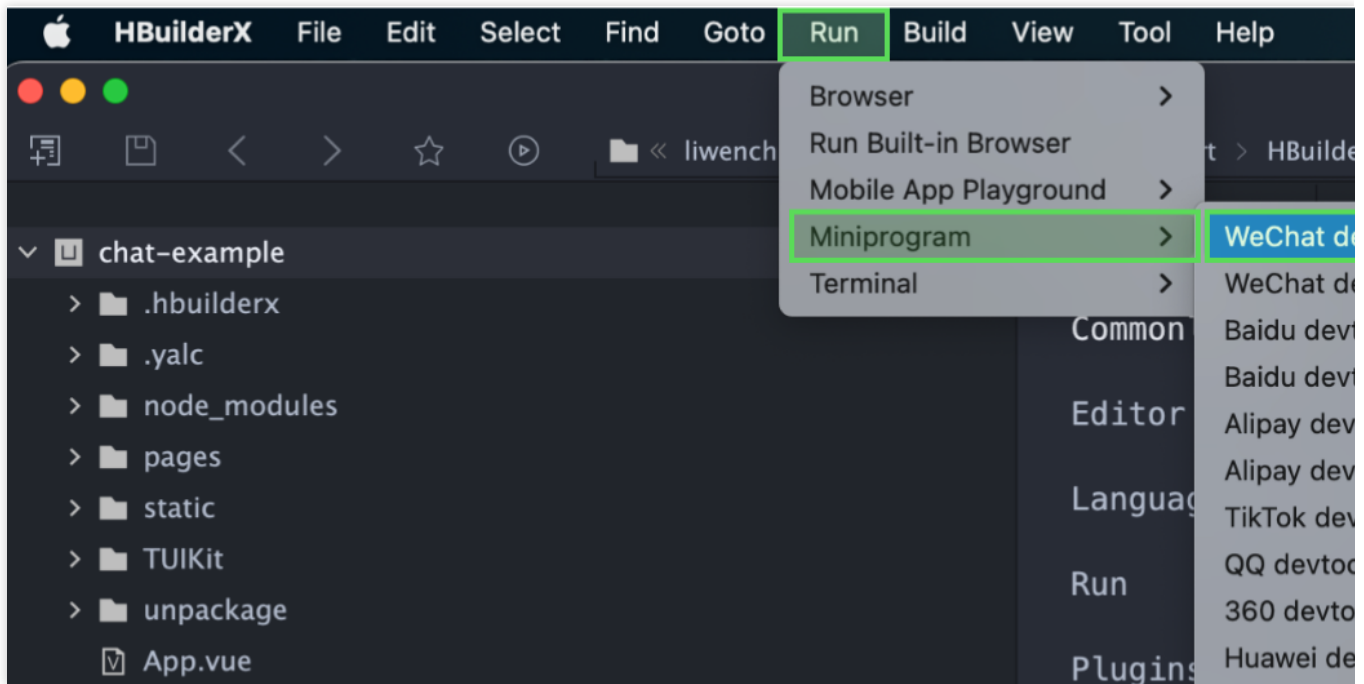 HBuilderX File Edit Select Find Goto Run Build View Tool Help
Browser
Run Built-in Browser
Mobile App Playground
Miniprogram
Terminal
liwench
t > HBuilde
chat-example
.hbuilderx
.yalc
node_modules
pages
static
TUIKit
unpackage
App.vue
Common
Editor
Languag
Run
Plugins
WeChat de
WeChat de
Baidu devt
Baidu devt
Alipay dev
Alipay dev
TikTok dev
QQ devtoo
360 devto
Huawei de